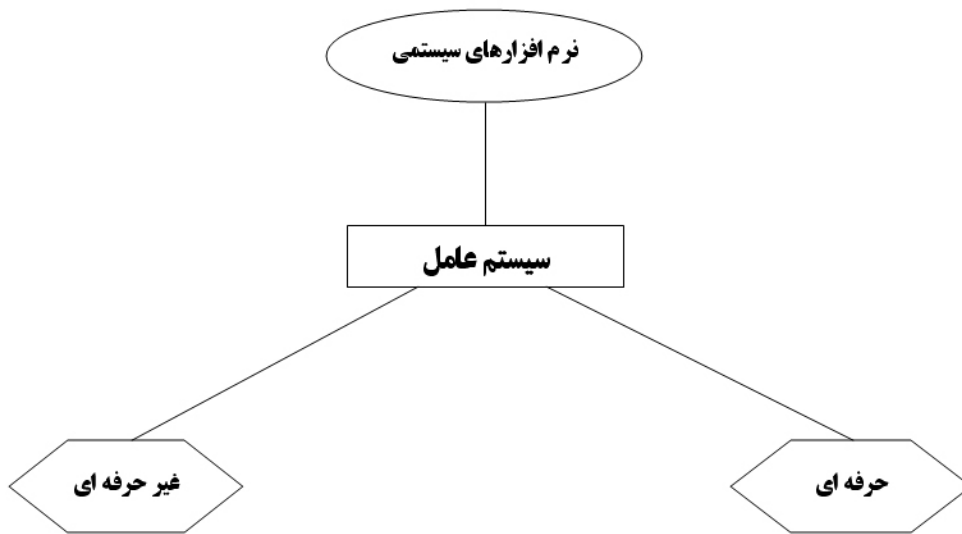 نرم افزارهای سیستمی
سیستم عامل
حرفه ای
غیر حرفه ای